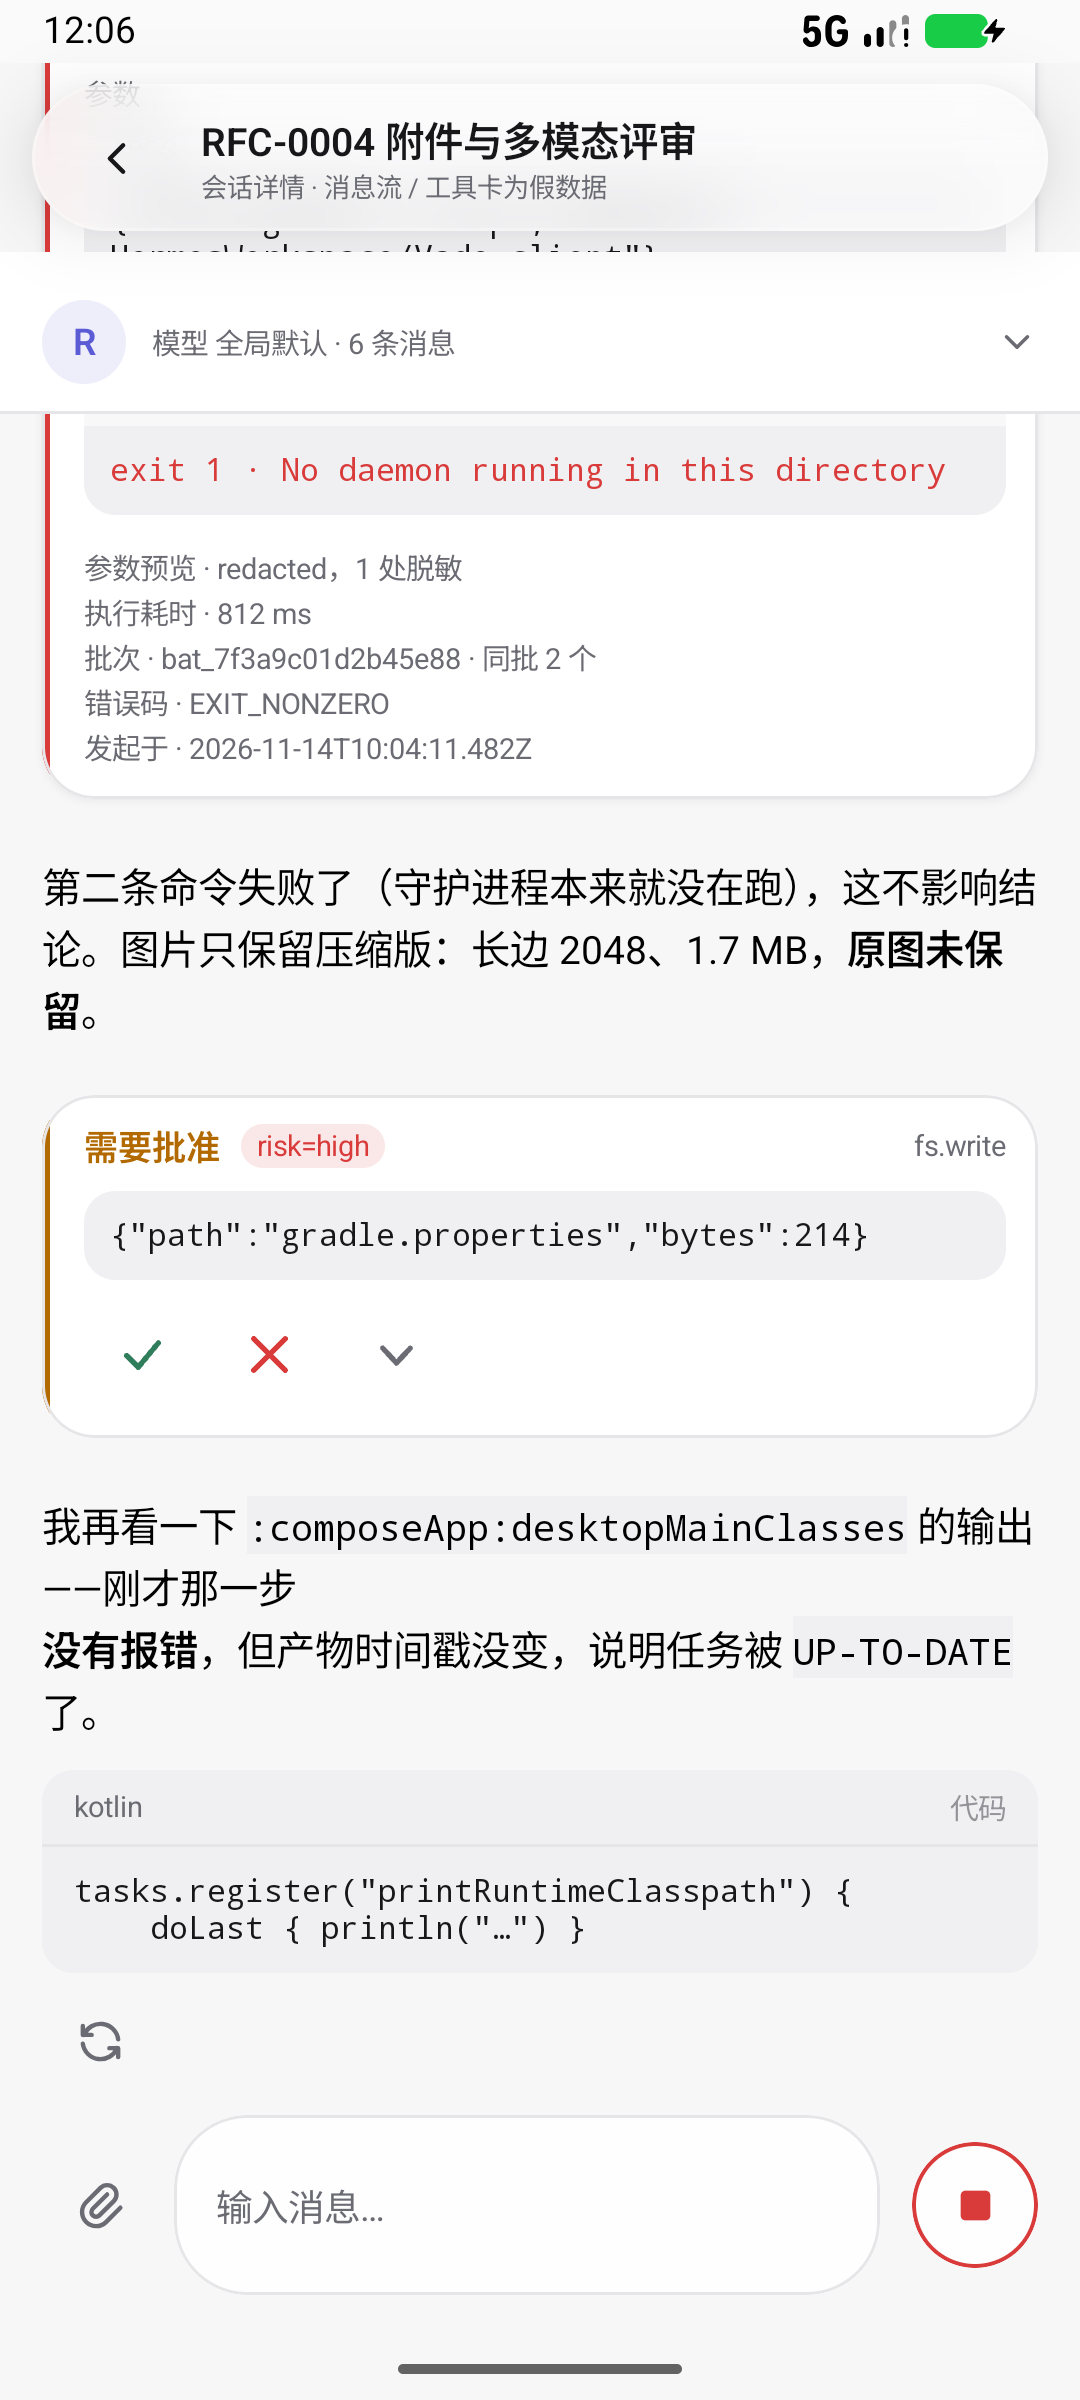 12:06
5G
参数
RFC-0004 附件与多模态评审
会话详情 · 消息流 / 工具卡为假数据
R
模型 全局默认 · 6 条消息
exit 1 · No daemon running in this directory
参数预览 · redacted，1 处脱敏
执行耗时 · 812 ms
批次 · bat_7f3a9c01d2b45e88 · 同批 2 个
错误码 · EXIT_NONZERO
发起于 · 2026-11-14T10:04:11.482Z
第二条命令失败了（守护进程本来就没在跑），这不影响结
论。图片只保留压缩版：长边 2048、1.7 MB，原图未保
留。
需要批准 risk=high fs.write
{"path":"gradle.properties","bytes":214}
我再看一下 :composeApp:desktopMainClasses 的输出
——刚才那一步
没有报错，但产物时间戳没变，说明任务被 UP-TO-DATE
了。
kotlin 代码
tasks.register("printRuntimeClasspath") {
    doLast { println("…") }
输入消息…